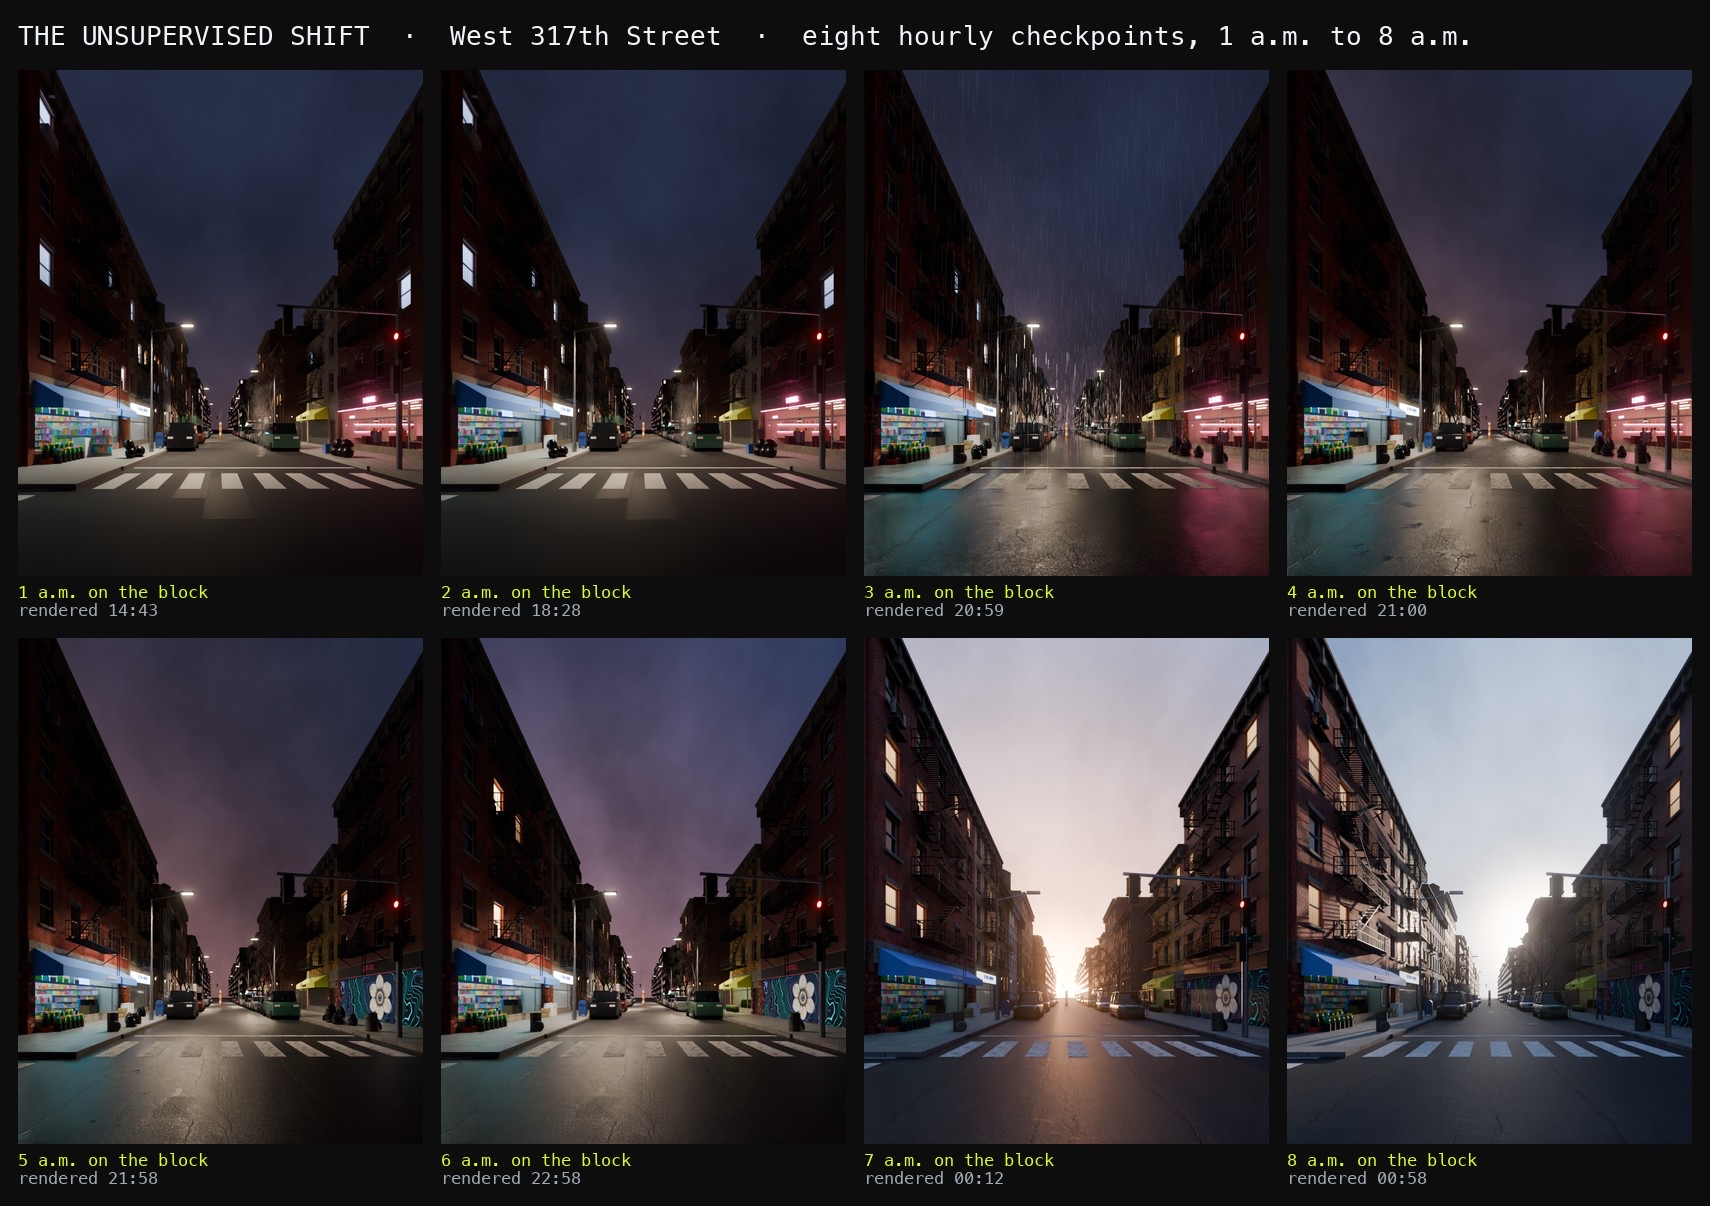 THE UNSUPERVISED SHIFT · West 317th Street · eight hourly checkpoints, 1 a.m. to 8 a.m.
1 a.m. on the block
rendered 14:43
2 a.m. on the block
rendered 18:28
3 a.m. on the block
rendered 20:59
4 a.m. on the block
rendered 21:00
5 a.m. on the block
rendered 21:58
6 a.m. on the block
rendered 22:58
7 a.m. on the block
rendered 00:12
8 a.m. on the block
rendered 00:58